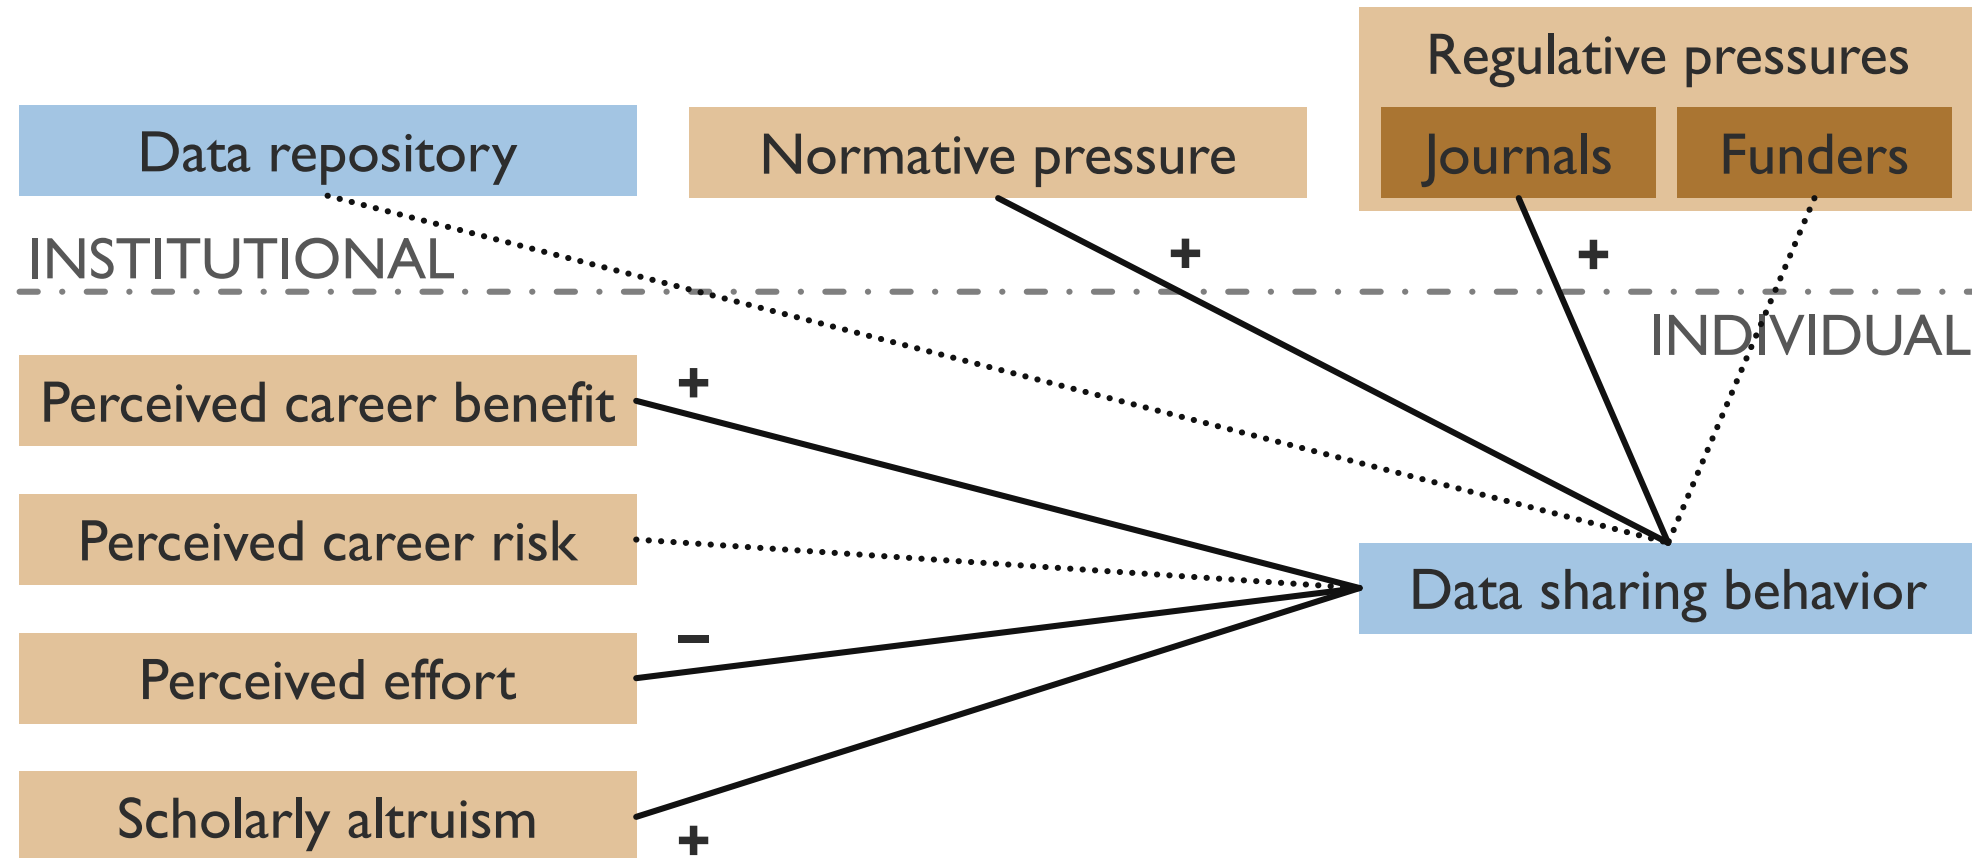 Regulative pressures
Data repository
Normative pressure
Journals
Funders
+
+
INSTITUTIONAL
INDIVIDUAL
Perceived career benefit
+
Perceived career risk
Data sharing behavior
Perceived effort
–
Scholarly altruism
+